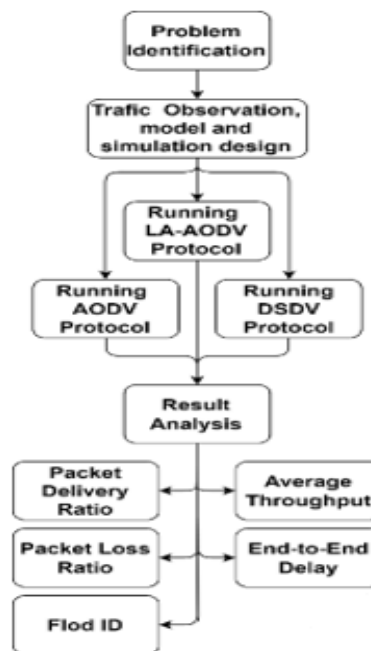 Problem
Identification
Trafic Observation,
model and
simulation design
Running
LA-AODV
Protocol
Running
AODV
Protocol
Running
DSDV
Protocol
Result
Analysis
Packet
Delivery
Ratio
Average
Throughput
Packet Loss
Ratio
End-to-End
Delay
Flod ID